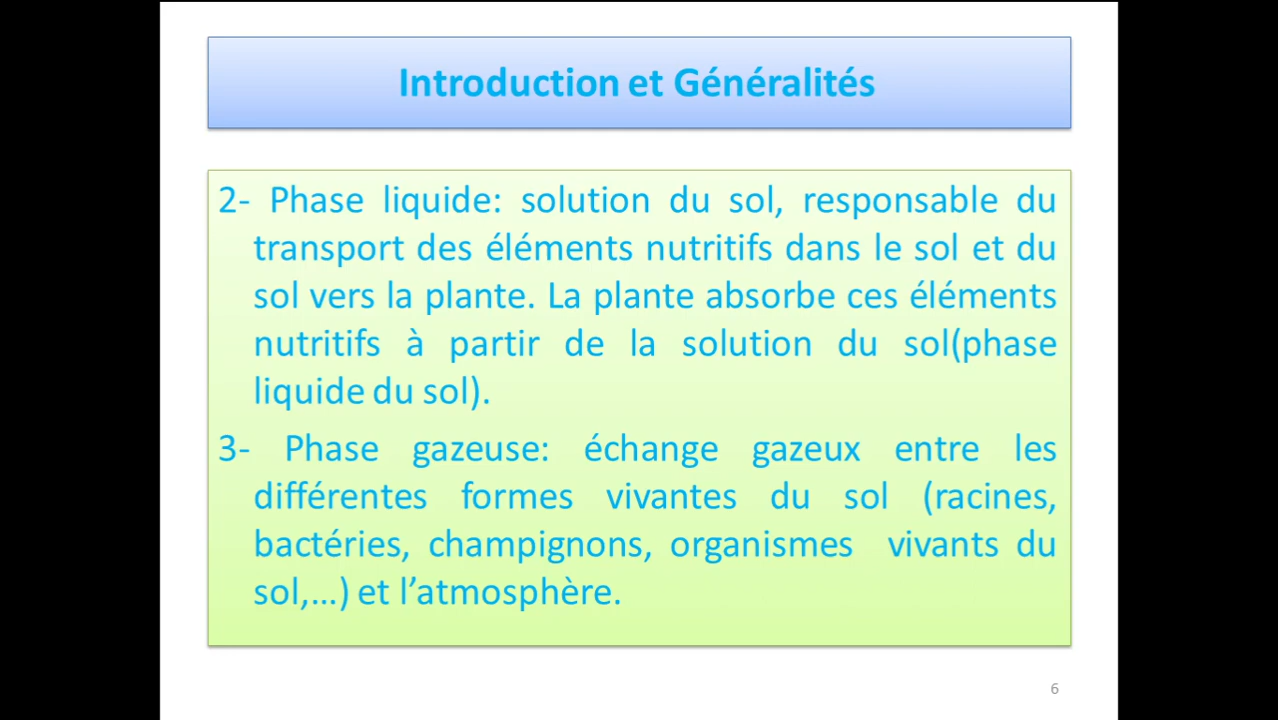 Introduction et Généralités
2- Phase liquide: solution du sol, responsable du
transport des éléments nutritifs dans le sol et du
sol vers la plante. La plante absorbe ces éléments
nutritifs à partir de la solution du sol(phase
liquide du sol).
3- Phase gazeuse: échange gazeux entre les
différentes formes vivantes du sol (racines,
bactéries, champignons, organismes vivants du
sol,...) et l’atmosphère.
6